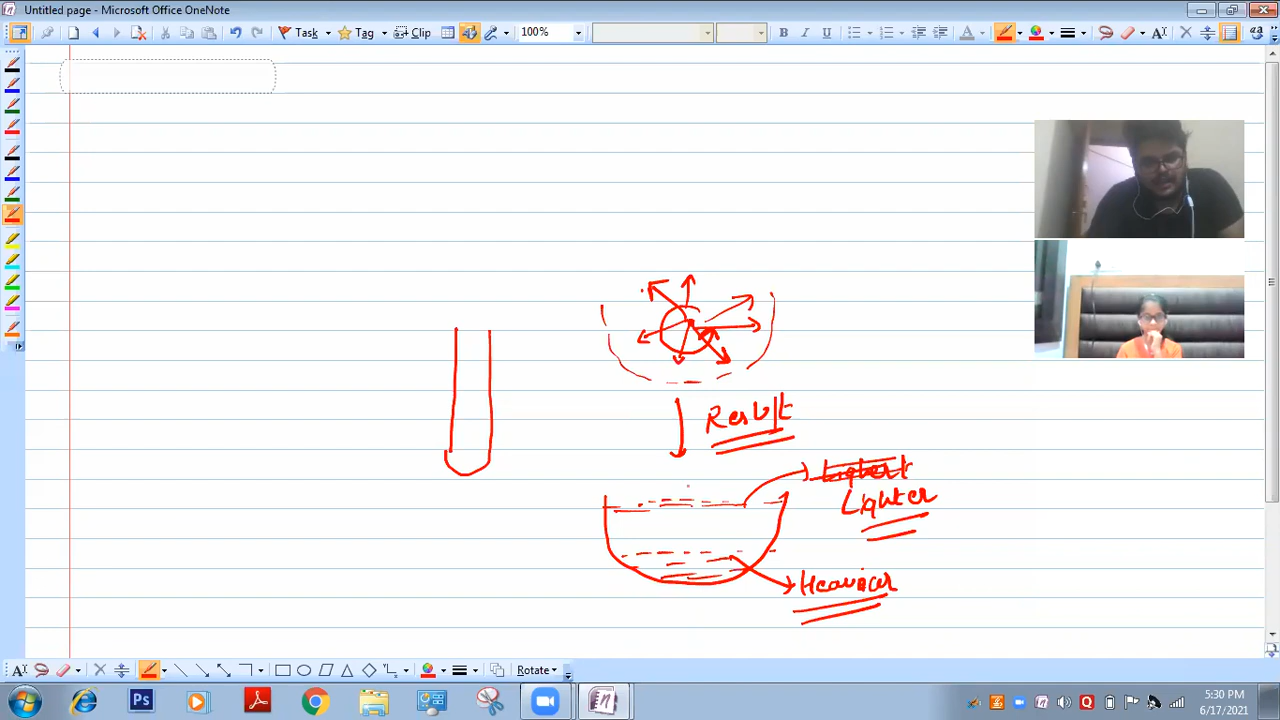 Untitled page - Microsoft Office OneNote
Task
Tag
Clip
100%
B I U
Result
Lighter
Heavier
Rotate
Ps
5:30 PM
6/17/2021